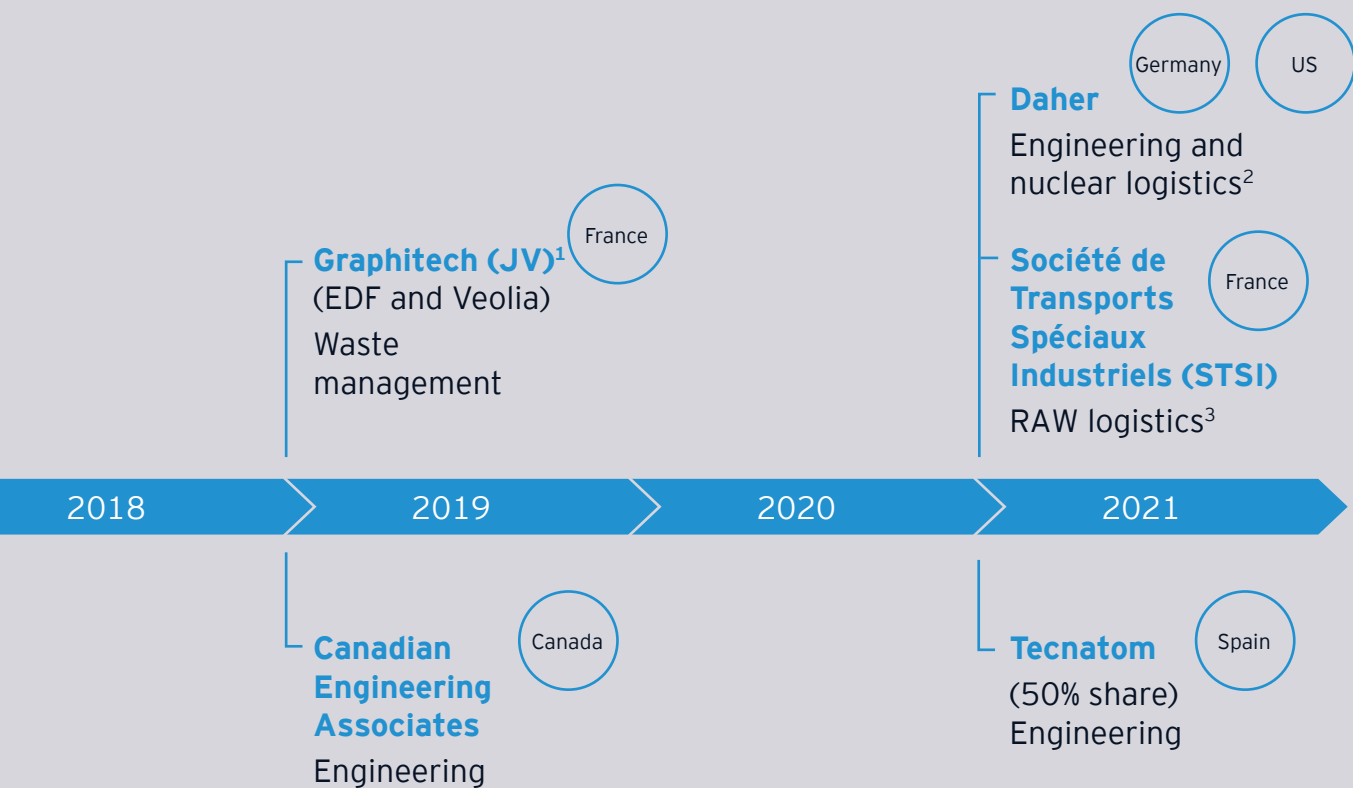 Germany
US
Daher
Engineering and
nuclear logistics²
France
Graphitech (JV)¹
(EDF and Veolia)
Waste
management
Société de
Transports
Spéciaux
Industriels (STSI)
France
RAW logistics³
2018
2019
2020
2021
Canadian
Engineering
Associates
Canada
Engineering
Tecnatom
Spain
(50% share)
Engineering